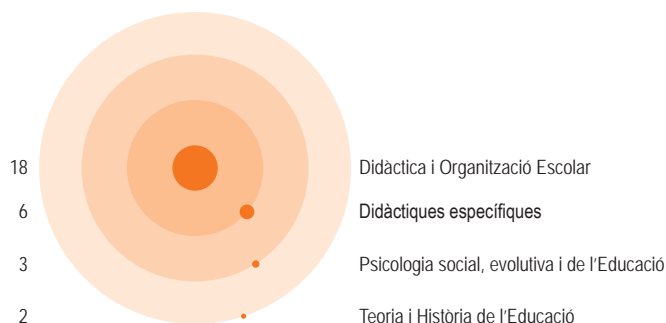 18 Didàctica i Organització Escolar
6 Didàctiques específiques
3 Psicologia social, evolutiva i de l'Educació
2 Teoria i Història de l'Educació